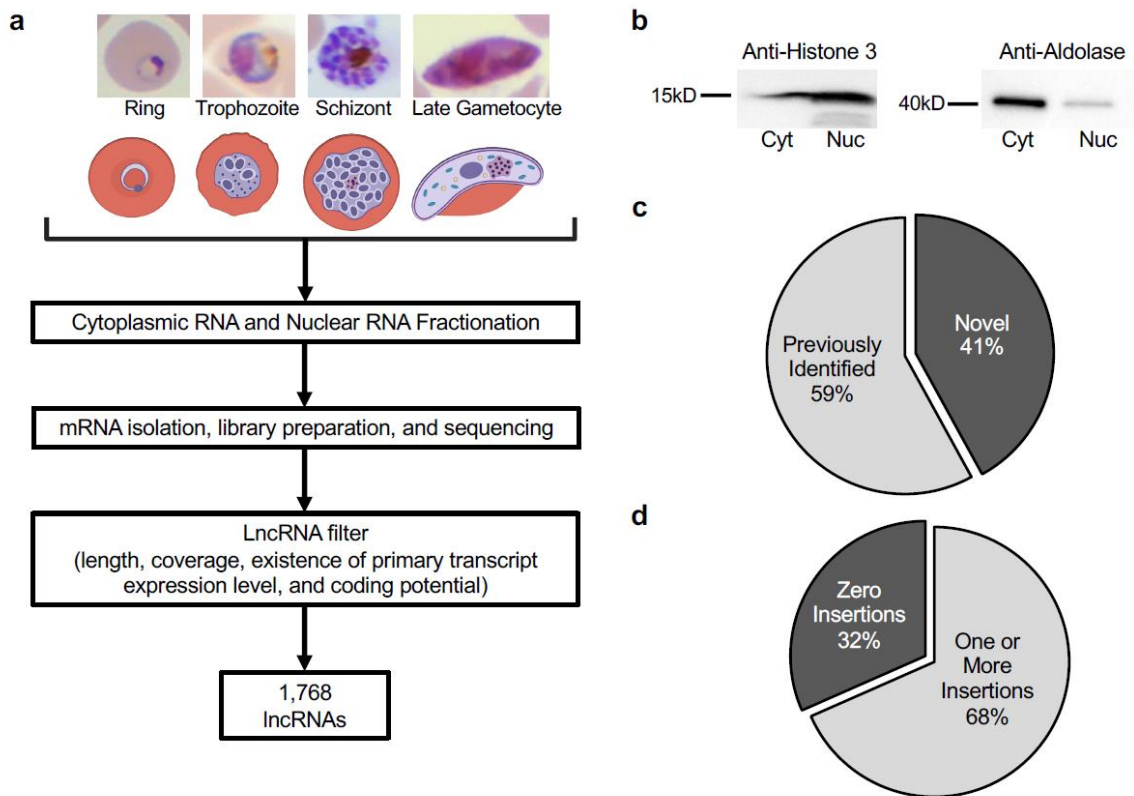 a
Ring Trophozoite Schizont Late Gametocyte
Cytoplasmic RNA and Nuclear RNA Fractionation
mRNA isolation, library preparation, and sequencing
LncRNA filter
(length, coverage, existence of primary transcript
expression level, and coding potential)
1,768
lncRNAs
b
Anti-Histone 3
15kD
Cyt Nuc
Anti-Aldolase
40kD
Cyt Nuc
c
Previously
Identified
59%
Novel
41%
d
Zero
Insertions
32%
One or
More
Insertions
68%